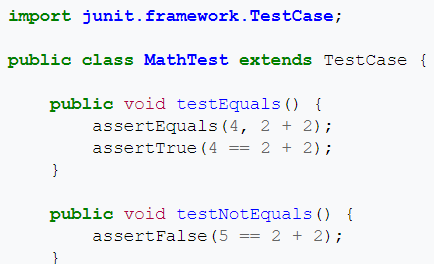 import junit.framework.TestCase;
public class MathTest extends TestCase {
    public void testEquals() {
        assertEquals(4, 2 + 2);
        assertTrue(4 == 2 + 2);
    }
    public void testNotEquals() {
        assertFalse(5 == 2 + 2);
    }